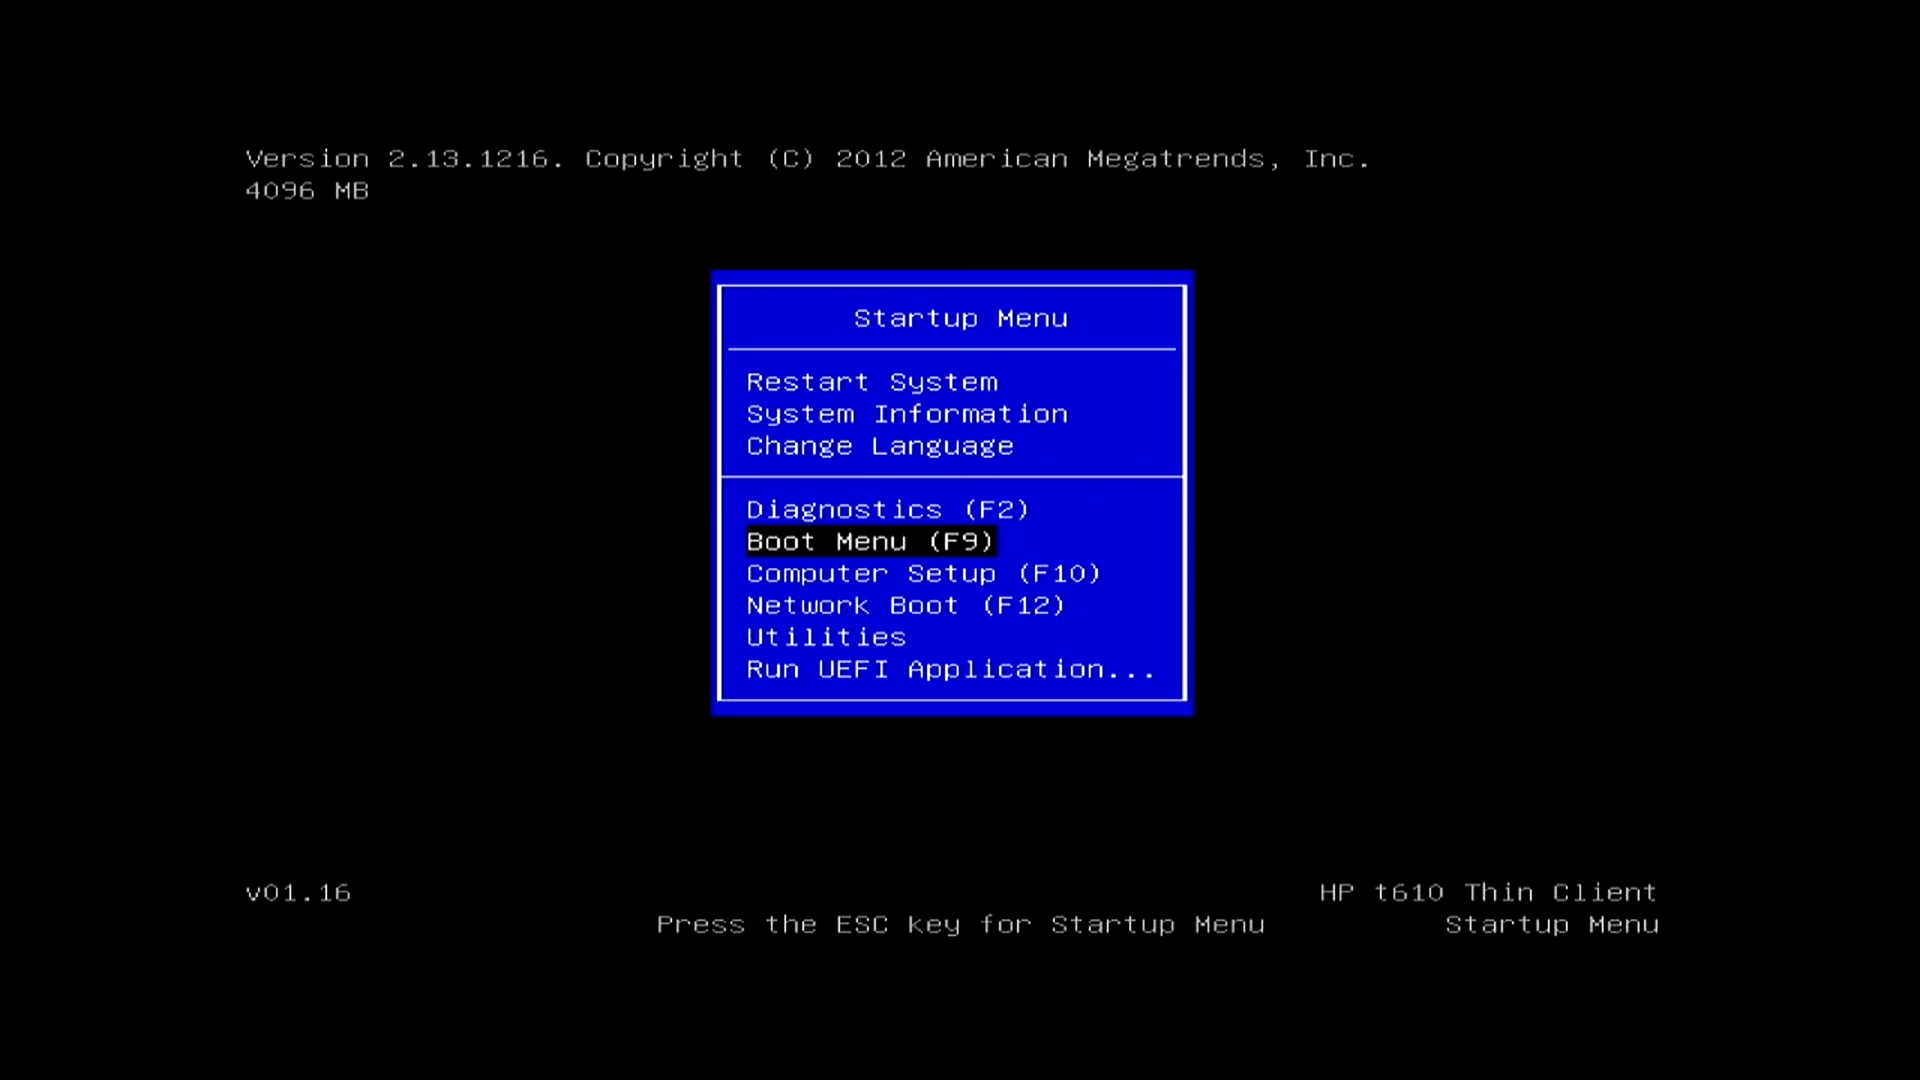 Version 2.13.1216. Copyright (C) 2012 American Megatrends, Inc.
4096 MB
Startup Menu
Restart System
System Information
Change Language
Diagnostics (F2)
Boot Menu (F9)
Computer Setup (F10)
Network Boot (F12)
Utilities
Run UEFI Application...
v01.16
HP t610 Thin Client
Press the ESC key for Startup Menu
Startup Menu